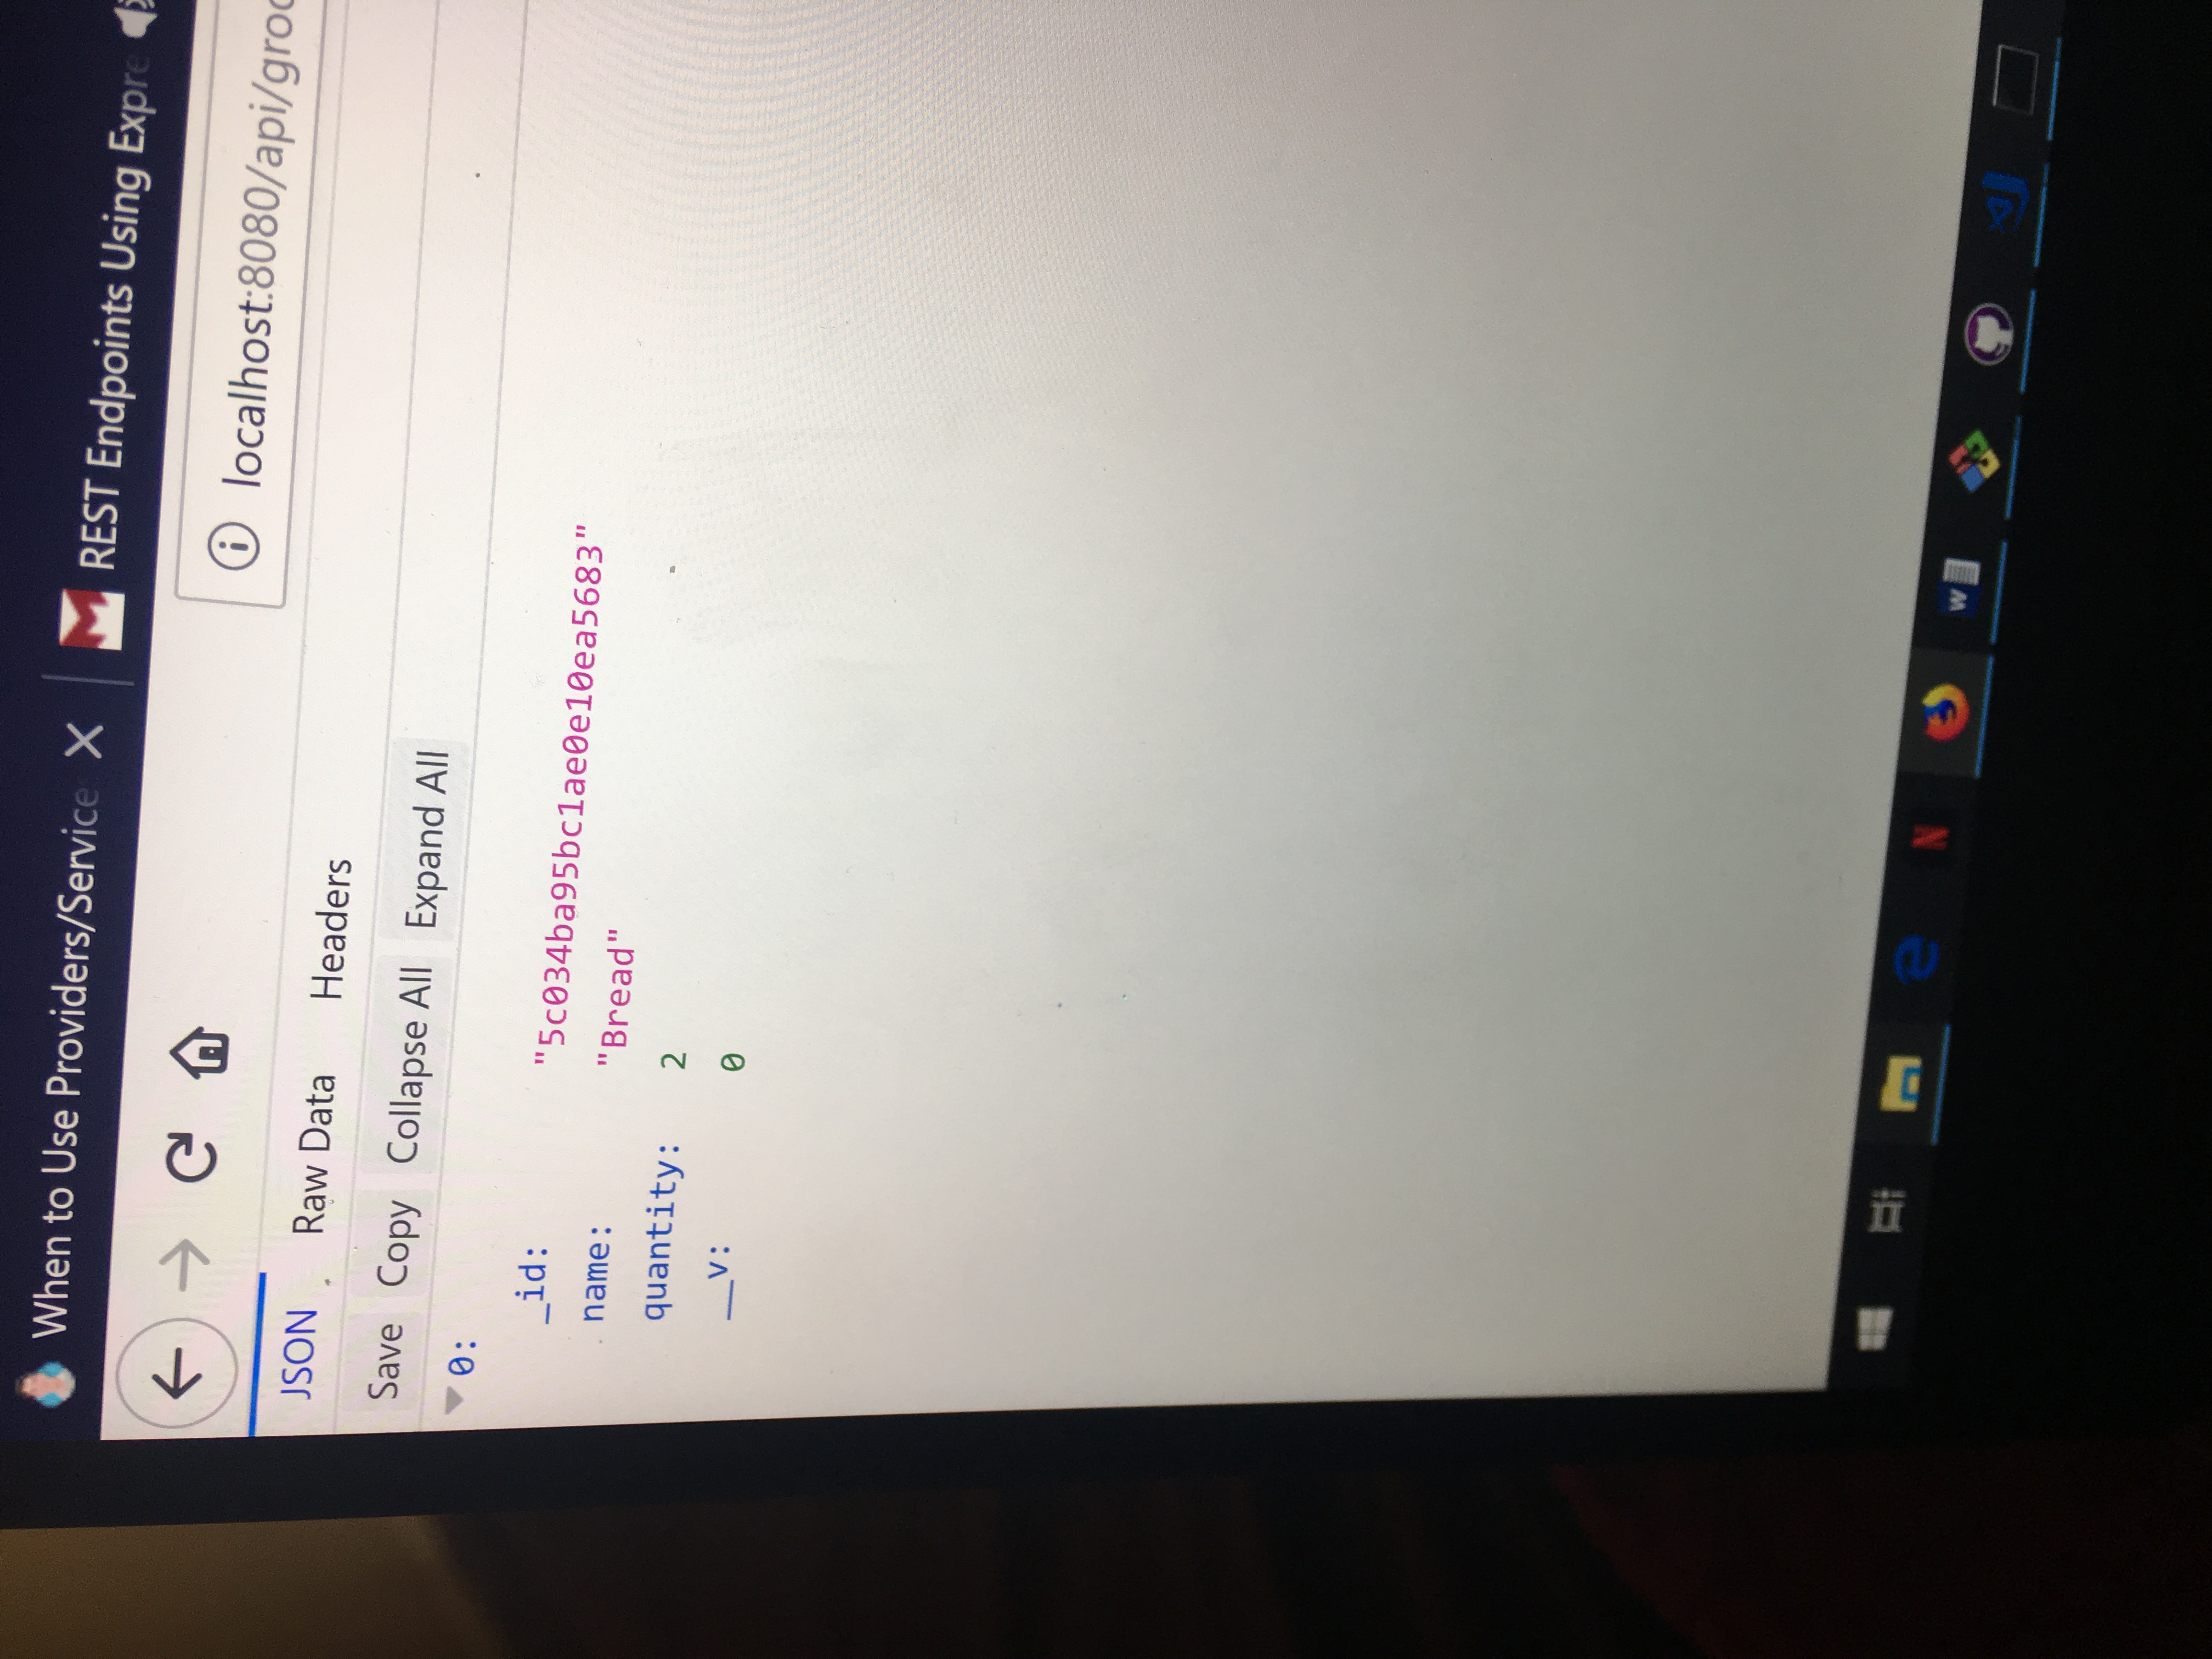 When to Use Providers/Service
REST Endpoints Using Expre
localhost:8080/api/groc
JSON Raw Data Headers
Save Copy Collapse All Expand All
0:
_id: "5c034ba95bc1ae0e10ea5683"
name: "Bread"
quantity: 2
__v: 0